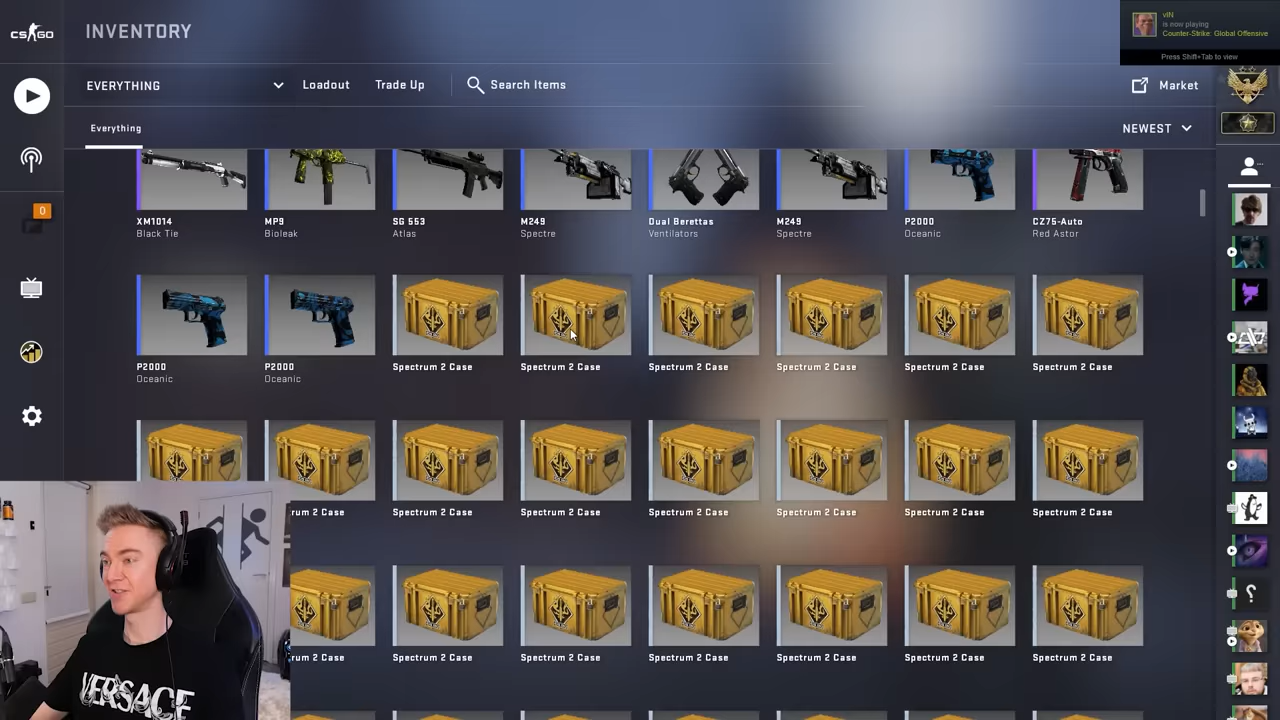 CS:GO
INVENTORY
vIN
is now playing
Counter-Strike: Global Offensive
Press Shift+Tab to view
EVERYTHING
Loadout
Trade Up
Search Items
Market
Everything
NEWEST
0
XM1014
Black Tie
MP9
Bioleak
SG 553
Atlas
M249
Spectre
Dual Berettas
Ventilators
M249
Spectre
P2000
Oceanic
CZ75-Auto
Red Astor
P2000
Oceanic
P2000
Oceanic
Spectrum 2 Case
Spectrum 2 Case
Spectrum 2 Case
Spectrum 2 Case
Spectrum 2 Case
Spectrum 2 Case
rum 2 Case
Spectrum 2 Case
Spectrum 2 Case
Spectrum 2 Case
Spectrum 2 Case
Spectrum 2 Case
Spectrum 2 Case
rum 2 Case
Spectrum 2 Case
Spectrum 2 Case
Spectrum 2 Case
Spectrum 2 Case
Spectrum 2 Case
Spectrum 2 Case
VERSACE